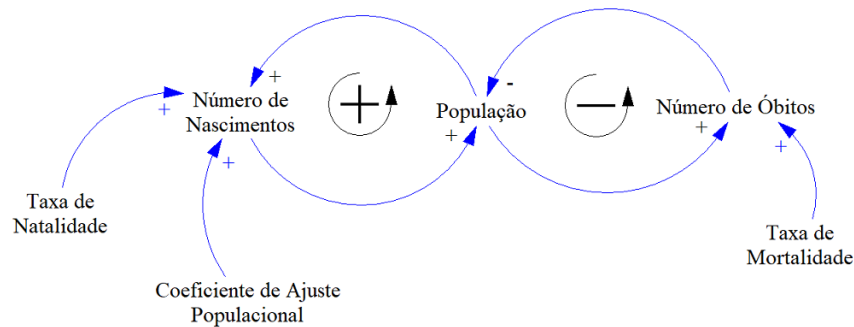 +
-
+
Número de
Nascimentos
+
População
+
Número de Óbitos
+
+
+
Taxa de
Natalidade
Taxa de
Mortalidade
Coeficiente de Ajuste
Populacional